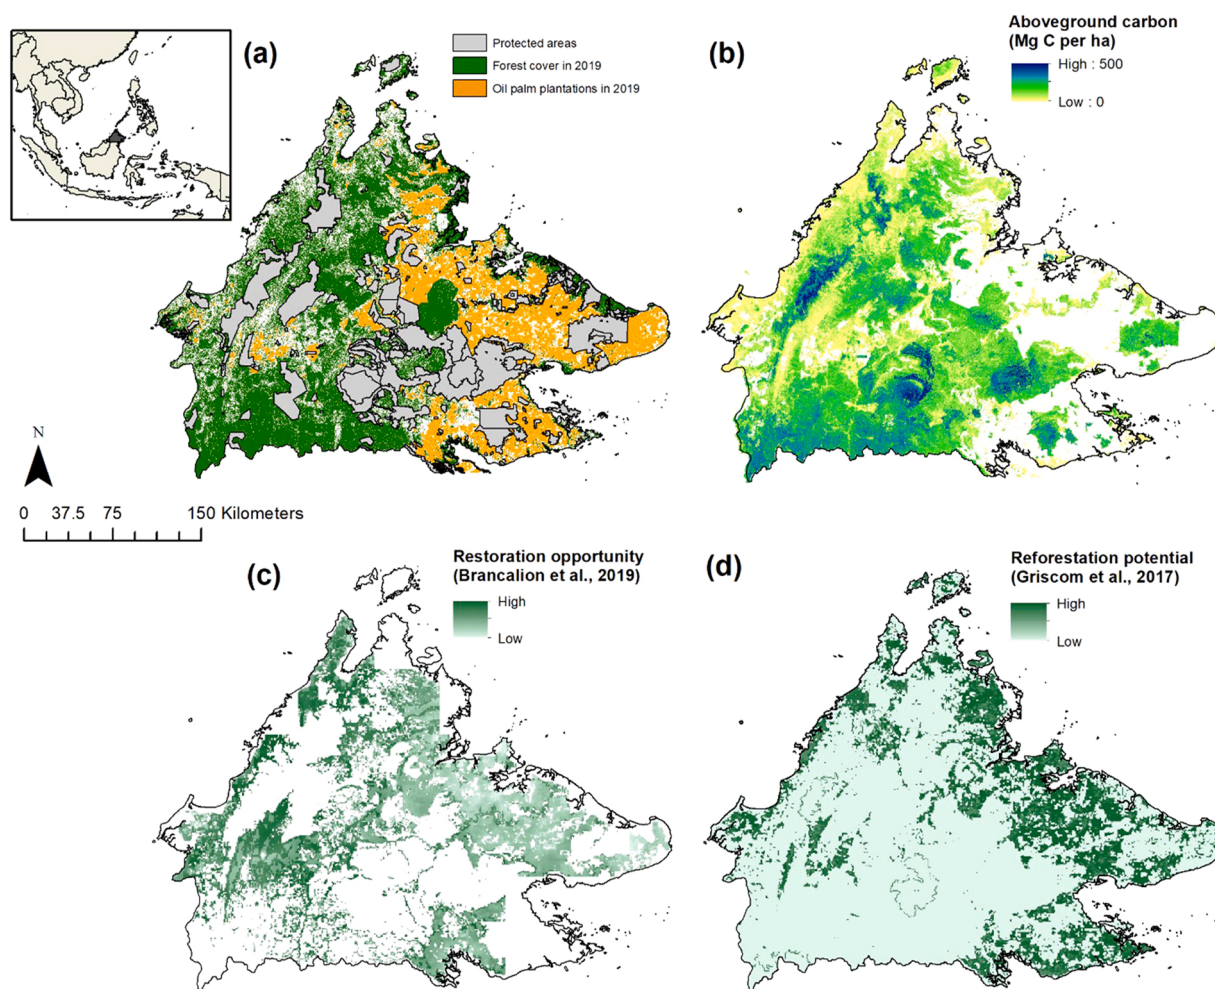 (a)
Protected areas
Forest cover in 2019
Oil palm plantations in 2019
(b)
Aboveground carbon
(Mg C per ha)
High : 500
Low : 0
N
0 37.5 75 150 Kilometers
(c)
Restoration opportunity
(Brancalion et al., 2019)
High
Low
(d)
Reforestation potential
(Griscom et al., 2017)
High
Low